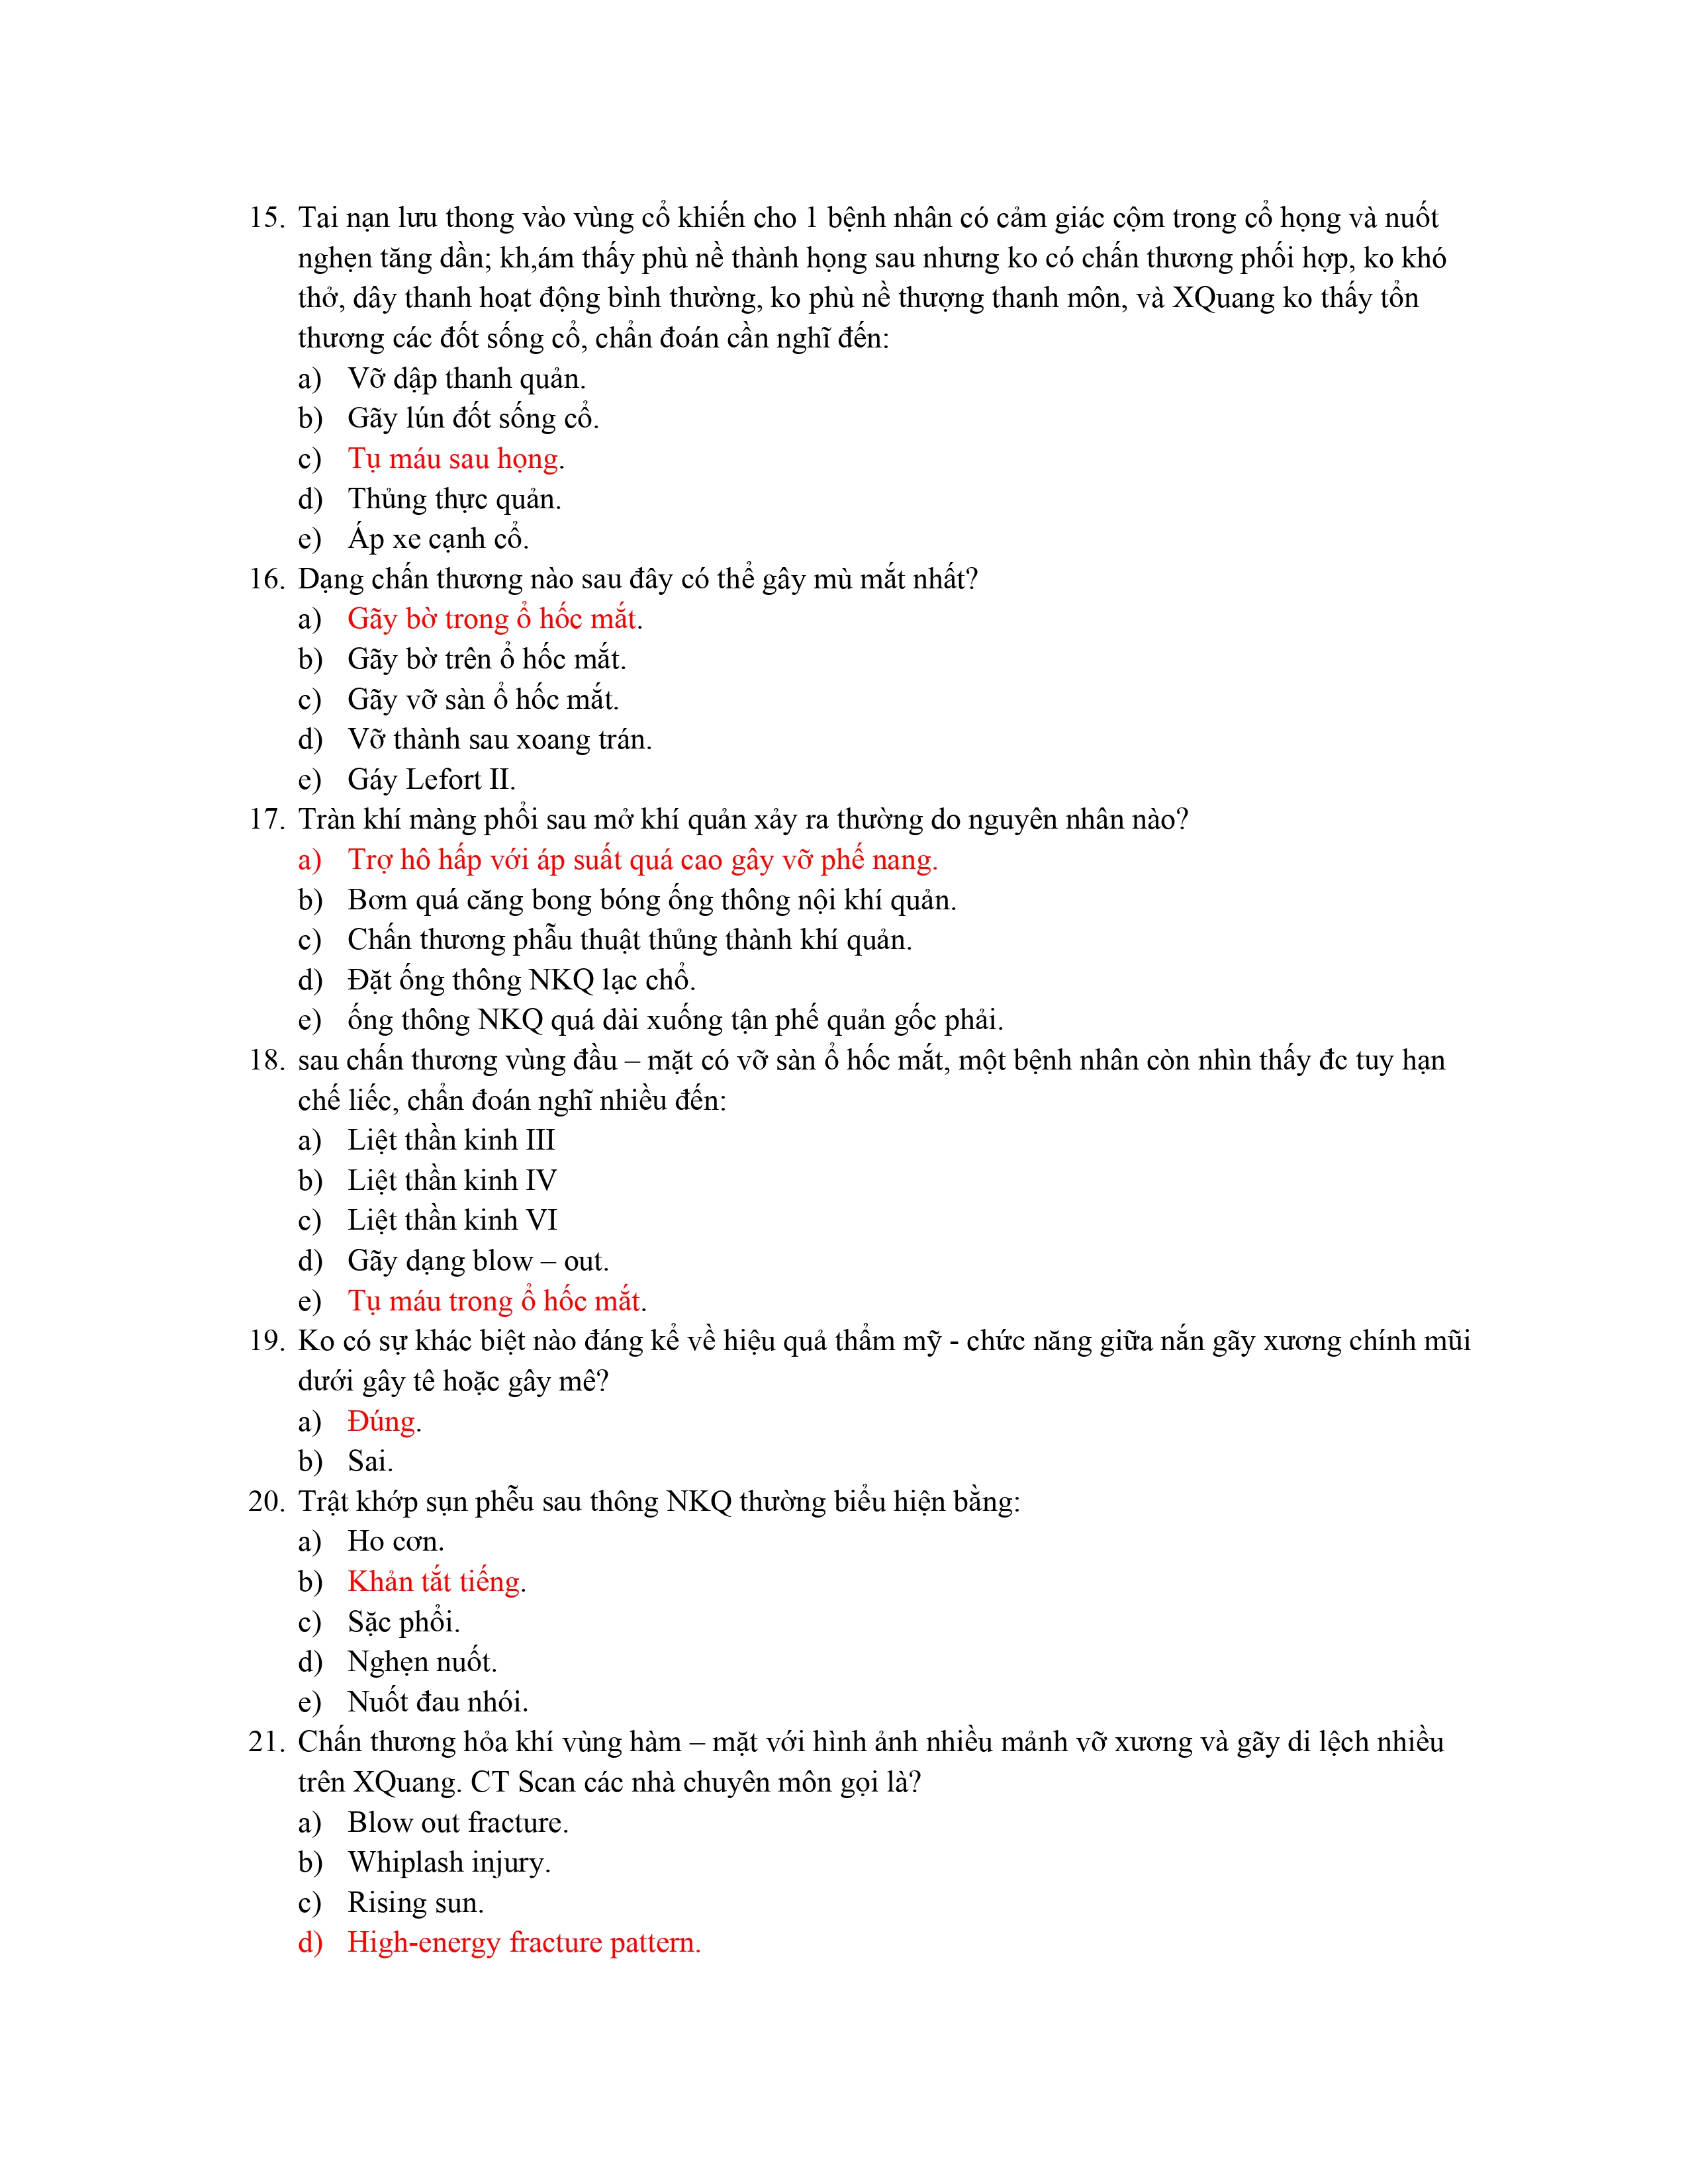 15. Tai nạn lưu thong vào vùng cổ khiến cho 1 bệnh nhân có cảm giác cộm trong cổ họng và nuốt
nghẹn tăng dần; kh,ám thấy phù nề thành họng sau nhưng ko có chấn thương phối hợp, ko khó
thở, dây thanh hoạt động bình thường, ko phù nề thượng thanh môn, và XQuang ko thấy tổn
thương các đốt sống cổ, chẩn đoán cần nghĩ đến:
a) Vỡ dập thanh quản.
b) Gãy lún đốt sống cổ.
c) Tụ máu sau họng.
d) Thủng thực quản.
e) Áp xe cạnh cổ.
16. Dạng chấn thương nào sau đây có thể gây mù mắt nhất?
a) Gãy bờ trong ổ hốc mắt.
b) Gãy bờ trên ổ hốc mắt.
c) Gãy vỡ sàn ổ hốc mắt.
d) Vỡ thành sau xoang trán.
e) Gáy Lefort II.
17. Tràn khí màng phổi sau mở khí quản xảy ra thường do nguyên nhân nào?
a) Trợ hô hấp với áp suất quá cao gây vỡ phế nang.
b) Bơm quá căng bong bóng ống thông nội khí quản.
c) Chấn thương phẫu thuật thủng thành khí quản.
d) Đặt ống thông NKQ lạc chổ.
e) ống thông NKQ quá dài xuống tận phế quản gốc phải.
18. sau chấn thương vùng đầu – mặt có vỡ sàn ổ hốc mắt, một bệnh nhân còn nhìn thấy đc tuy hạn
chế liếc, chẩn đoán nghĩ nhiều đến:
a) Liệt thần kinh III
b) Liệt thần kinh IV
c) Liệt thần kinh VI
d) Gãy dạng blow – out.
e) Tụ máu trong ổ hốc mắt.
19. Ko có sự khác biệt nào đáng kể về hiệu quả thẩm mỹ - chức năng giữa nắn gãy xương chính mũi
dưới gây tê hoặc gây mê?
a) Đúng.
b) Sai.
20. Trật khớp sụn phễu sau thông NKQ thường biểu hiện bằng:
a) Ho cơn.
b) Khản tắt tiếng.
c) Sặc phổi.
d) Nghẹn nuốt.
e) Nuốt đau nhói.
21. Chấn thương hỏa khí vùng hàm – mặt với hình ảnh nhiều mảnh vỡ xương và gãy di lệch nhiều
trên XQuang. CT Scan các nhà chuyên môn gọi là?
a) Blow out fracture.
b) Whiplash injury.
c) Rising sun.
d) High-energy fracture pattern.